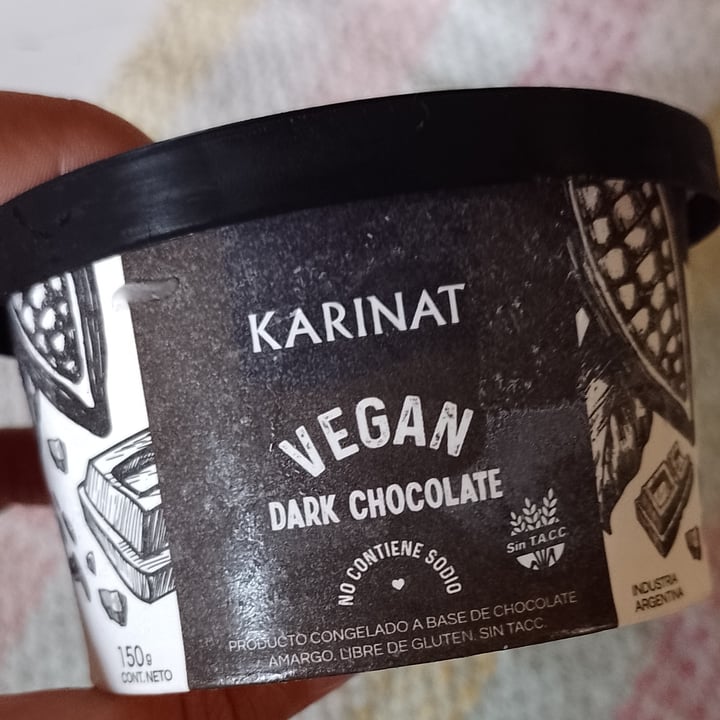 KARINAT
VEGAN
DARK CHOCOLATE
NO CONTIENE SODIO
Sin T.A.C.C
PRODUCTO CONGELADO A BASE DE CHOCOLATE
AMARGO. LIBRE DE GLUTEN. SIN TACC.
150g
CONT. NETO
INDUSTRIA
ARGENTINA